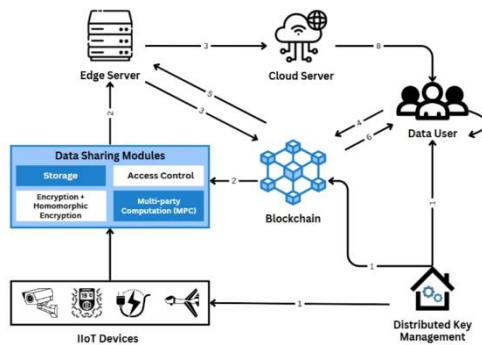 3
8
Edge Server
Cloud Server
5
3
4
6
Data User
2
Data Sharing Modules
Storage
Access Control
Encryption +
Homomorphic
Encryption
Multi-party
Computation (MPC)
2
Blockchain
1
1
1
IIoT Devices
Distributed Key
Management